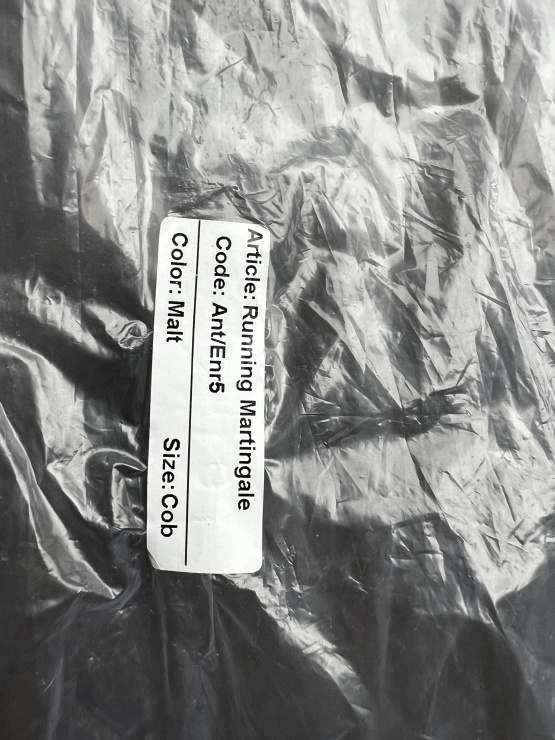 Article: Running Martingale
Code: Ant/Enr5
Color: Malt Size: Cob